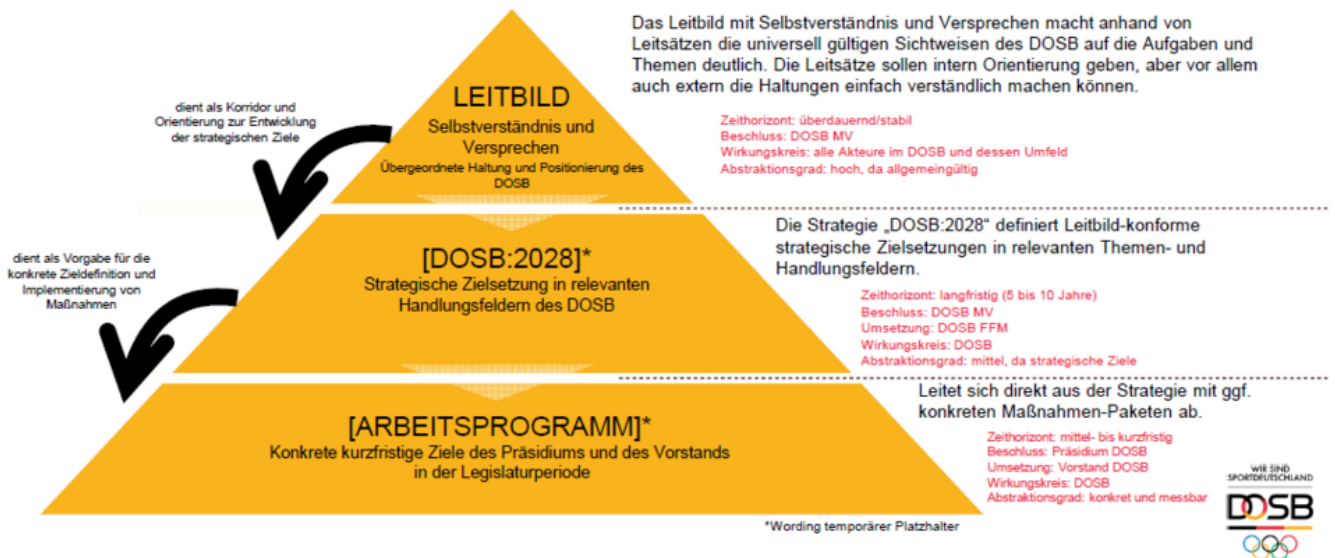 Das Leitbild mit Selbstverständnis und Versprechen macht anhand von
Leitsätzen die universell gültigen Sichtweisen des DOSB auf die Aufgaben und
Themen deutlich. Die Leitsätze sollen intern Orientierung geben, aber vor allem
auch extern die Haltungen einfach verständlich machen können.
Zeithorizont: überdauernd/stabil
Beschluss: DOSB MV
Wirkungskreis: alle Akteure im DOSB und dessen Umfeld
Abstraktionsgrad: hoch, da allgemeingültig
LEITBILD
Selbstverständnis und
Versprechen
Übergeordnete Haltung und Positionierung des
DOSB
dient als Korridor und
Orientierung zur Entwicklung
der strategischen Ziele
Die Strategie „DOSB:2028“ definiert Leitbild-konforme
strategische Zielsetzungen in relevanten Themen- und
Handlungsfeldern.
Zeithorizont: langfristig (5 bis 10 Jahre)
Beschluss: DOSB MV
Umsetzung: DOSB FFM
Wirkungskreis: DOSB
Abstraktionsgrad: mittel, da strategische Ziele
[DOSB:2028]*
Strategische Zielsetzung in relevanten
Handlungsfeldern des DOSB
dient als Vorgabe für die
konkrete Zieldefinition und
Implementierung von
Maßnahmen
Leitet sich direkt aus der Strategie mit ggf.
konkreten Maßnahmen-Paketen ab.
Zeithorizont: mittel- bis kurzfristig
Beschluss: Präsidium DOSB
Umsetzung: Vorstand DOSB
Wirkungskreis: DOSB
Abstraktionsgrad: konkret und messbar
[ARBEITSPROGRAMM]*
Konkrete kurzfristige Ziele des Präsidiums und des Vorstands
in der Legislaturperiode
*Wording temporärer Platzhalter
WIR SIND
SPORTDEUTSCHLAND
DOSB